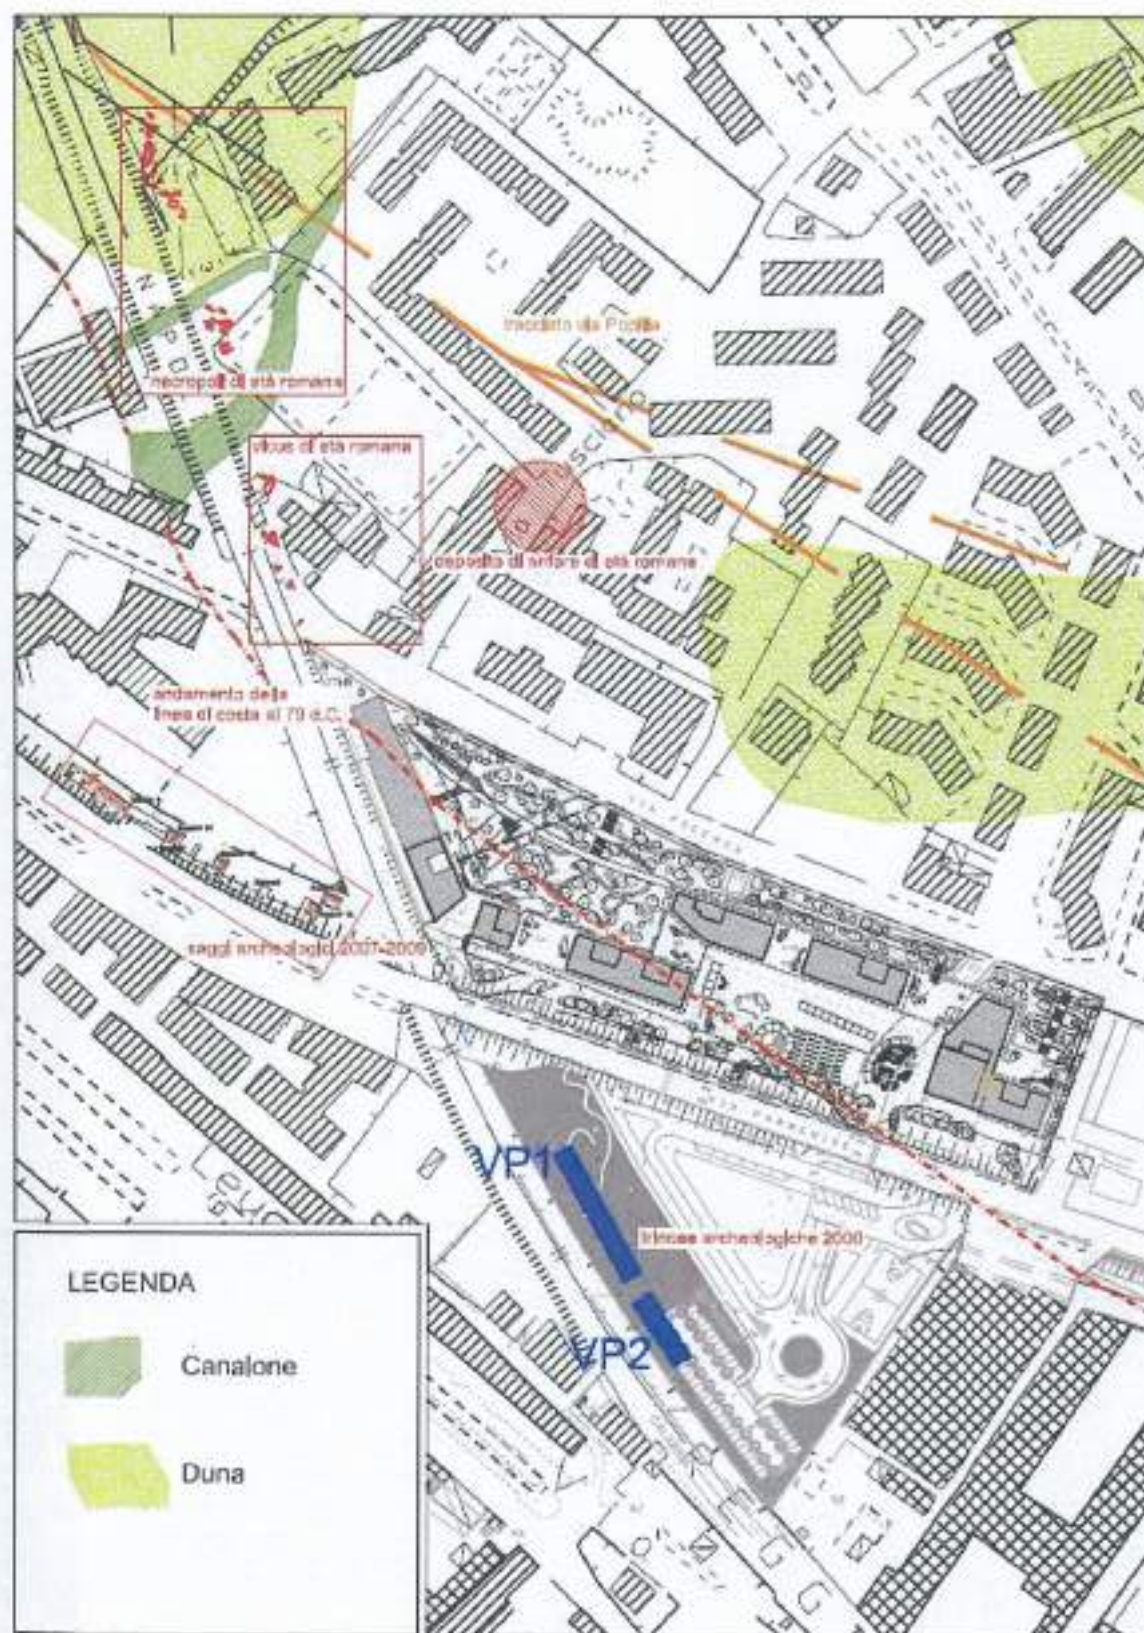 tracciato via Popilia
necropoli di età romana
vicus di età romana
deposito di anfore di età romana
andamento della
linea di costa al 79 d.C.
saggi archeologici 2007-2009
VP1
trincee archeologiche 2000
VP2
LEGENDA
Canalone
Duna